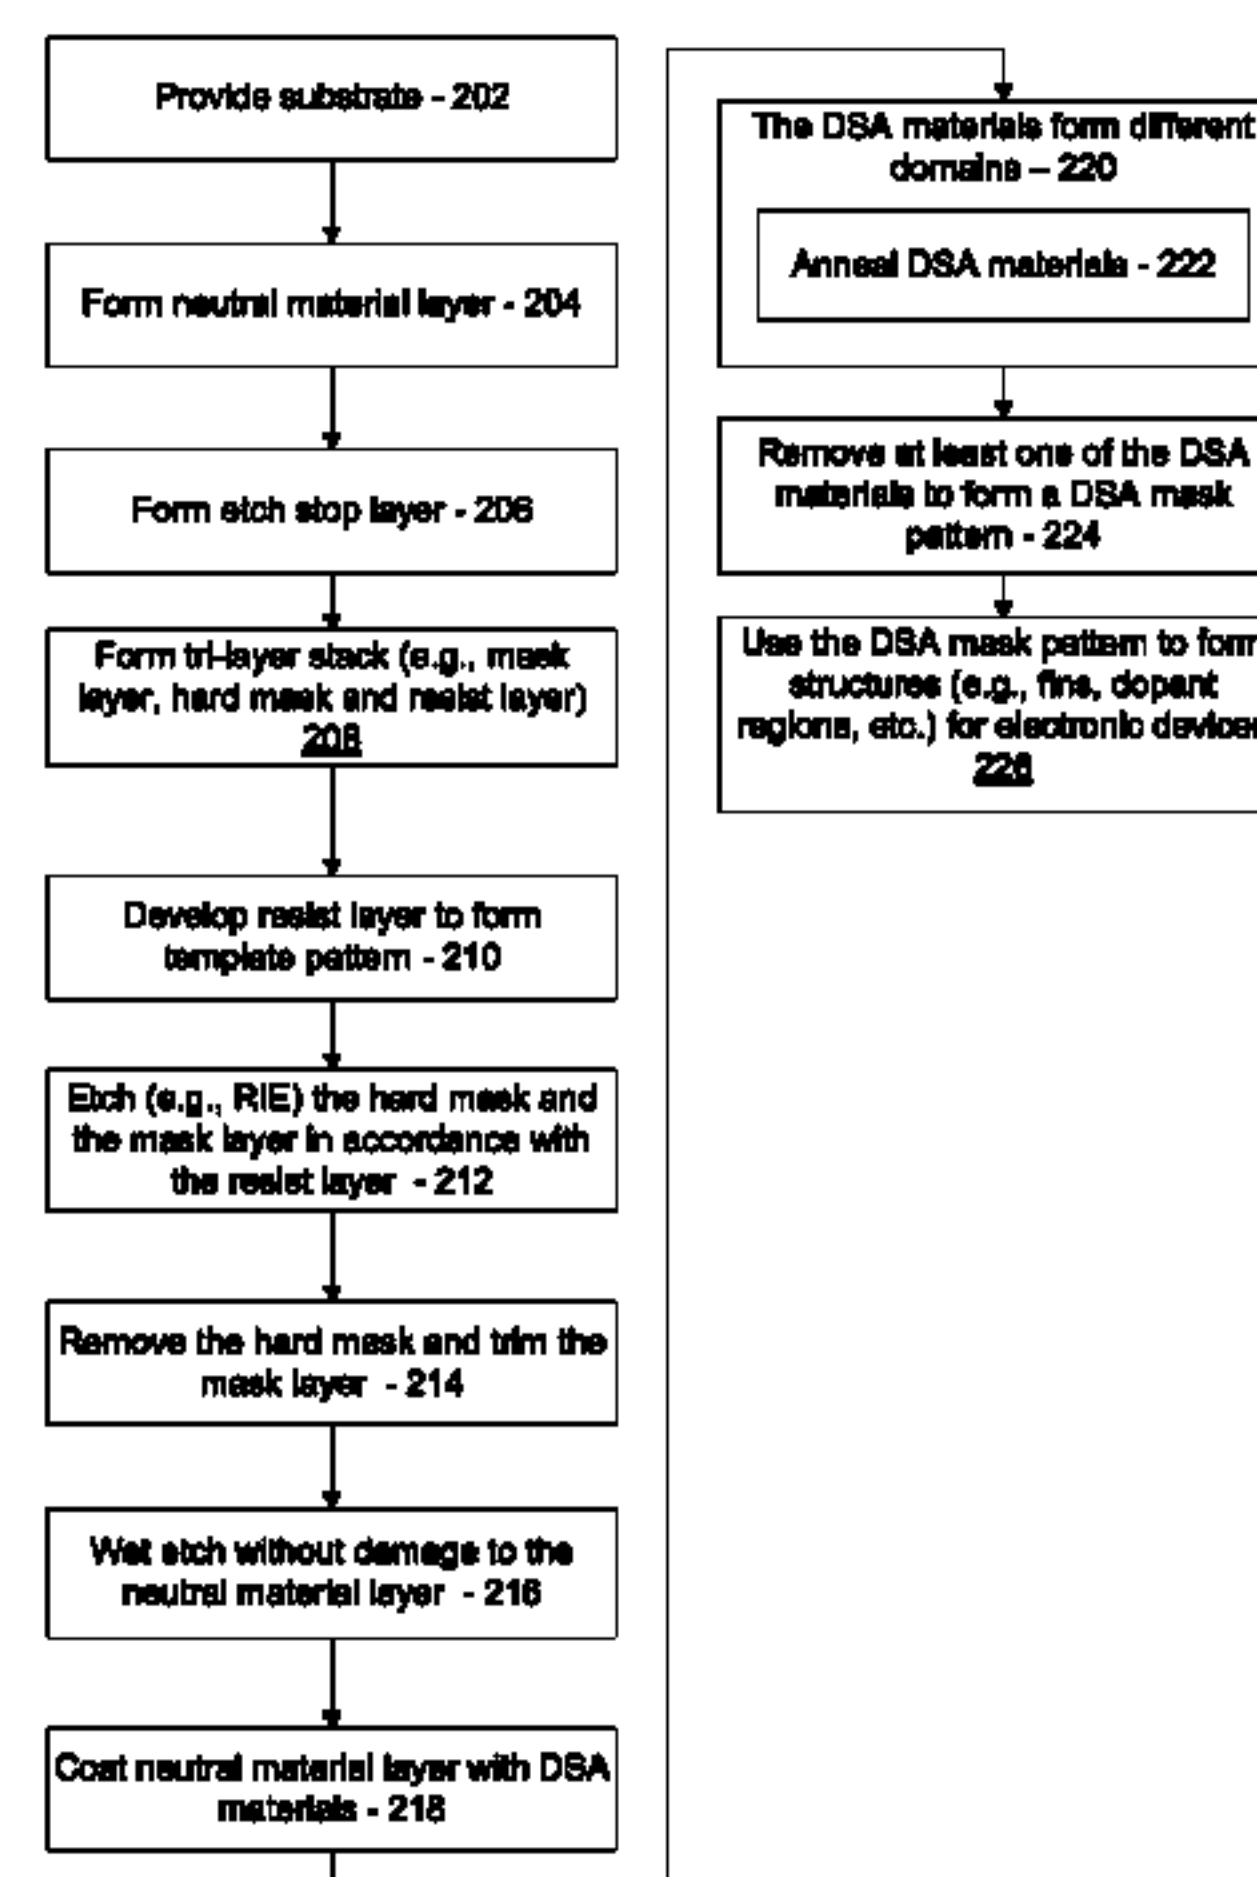 Provide substrate - 202
Form neutral material layer - 204
Form etch stop layer - 206
Form tri-layer stack (e.g., mask
layer, hard mask and resist layer)
208
Develop resist layer to form
template pattern - 210
Etch (e.g., RIE) the hard mask and
the mask layer in accordance with
the resist layer - 212
Remove the hard mask and trim the
mask layer - 214
Wet etch without damage to the
neutral material layer - 216
Coat neutral material layer with DSA
materials - 218
The DSA materials form different
domains – 220
Anneal DSA materials - 222
Remove at least one of the DSA
materials to form a DSA mask
pattern - 224
Use the DSA mask pattern to form
structures (e.g., fins, dopant
regions, etc.) for electronic devices
226